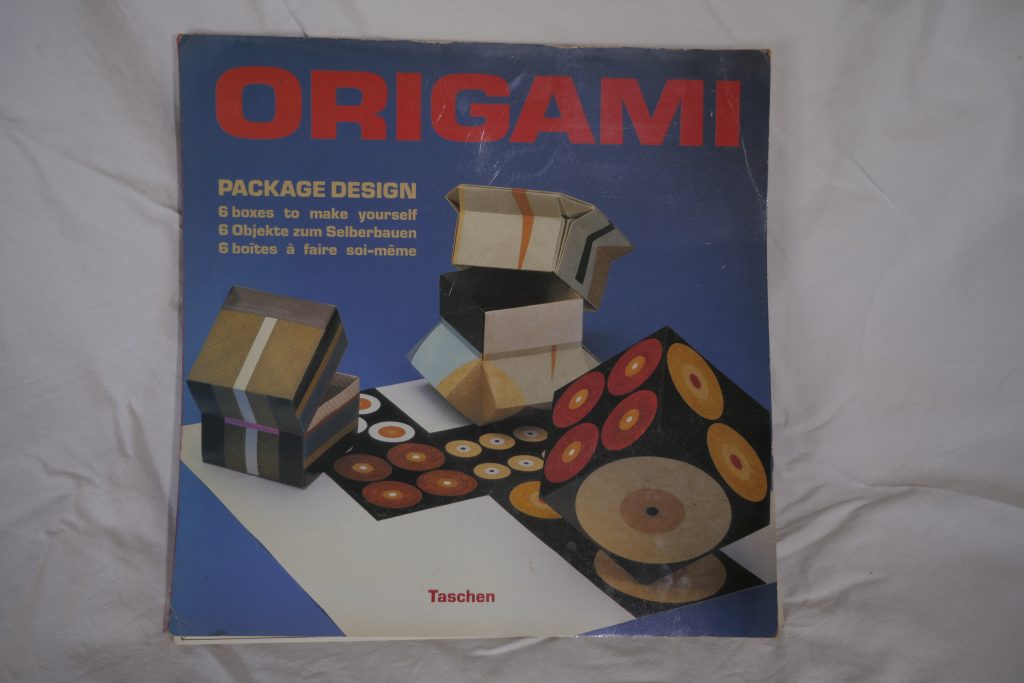 ORIGAMI
PACKAGE DESIGN
6 boxes to make yourself
6 Objekte zum Selberbauen
6 boîtes à faire soi-même
Taschen